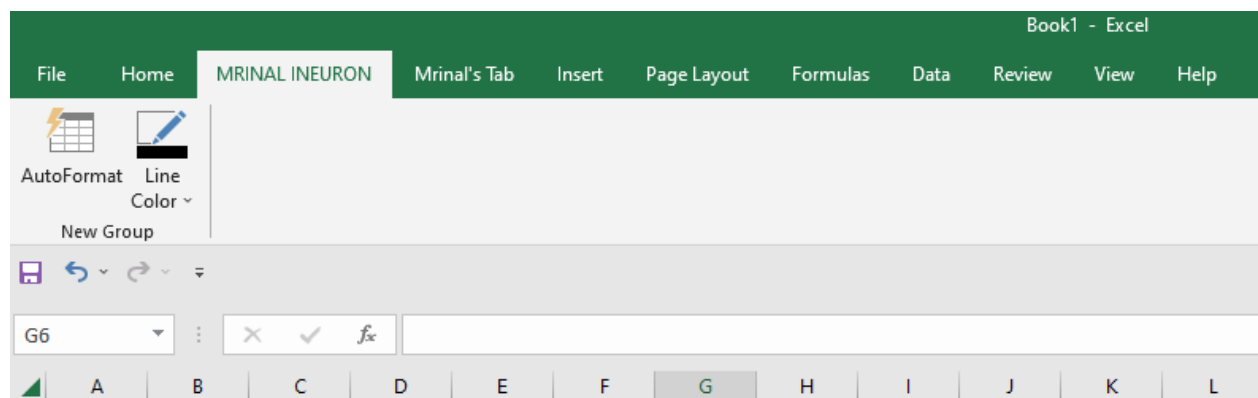 Book1 - Excel
File Home MRINAL INEURON Mrinal's Tab Insert Page Layout Formulas Data Review View Help
AutoFormat Line
Color
New Group
G6 fx
A B C D E F G H I J K L